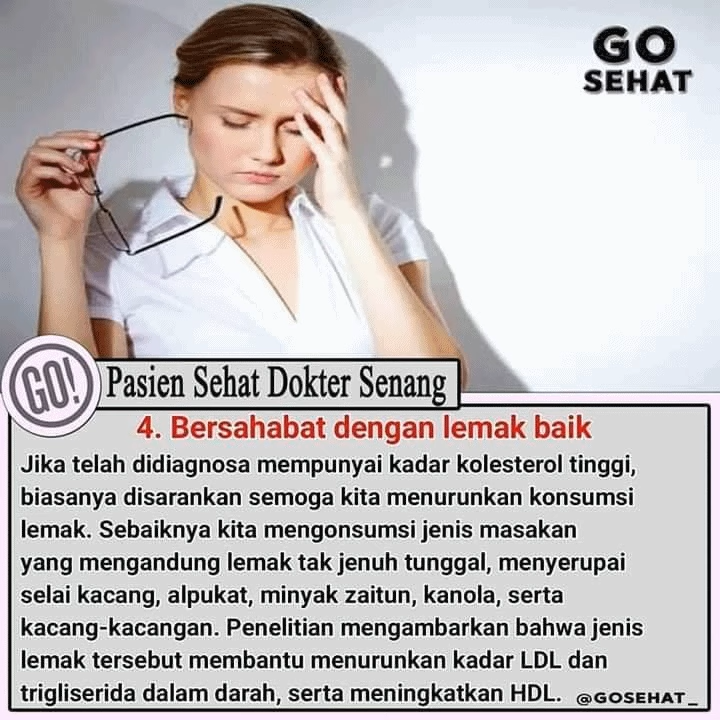 GO
SEHAT
GO!
Pasien Sehat Dokter Senang
4. Bersahabat dengan lemak baik
Jika telah didiagnosa mempunyai kadar kolesterol tinggi,
biasanya disarankan semoga kita menurunkan konsumsi
lemak. Sebaiknya kita mengonsumsi jenis masakan
yang mengandung lemak tak jenuh tunggal, menyerupai
selai kacang, alpukat, minyak zaitun, kanola, serta
kacang-kacangan. Penelitian mengambarkan bahwa jenis
lemak tersebut membantu menurunkan kadar LDL dan
trigliserida dalam darah, serta meningkatkan HDL. @GOSEHAT_